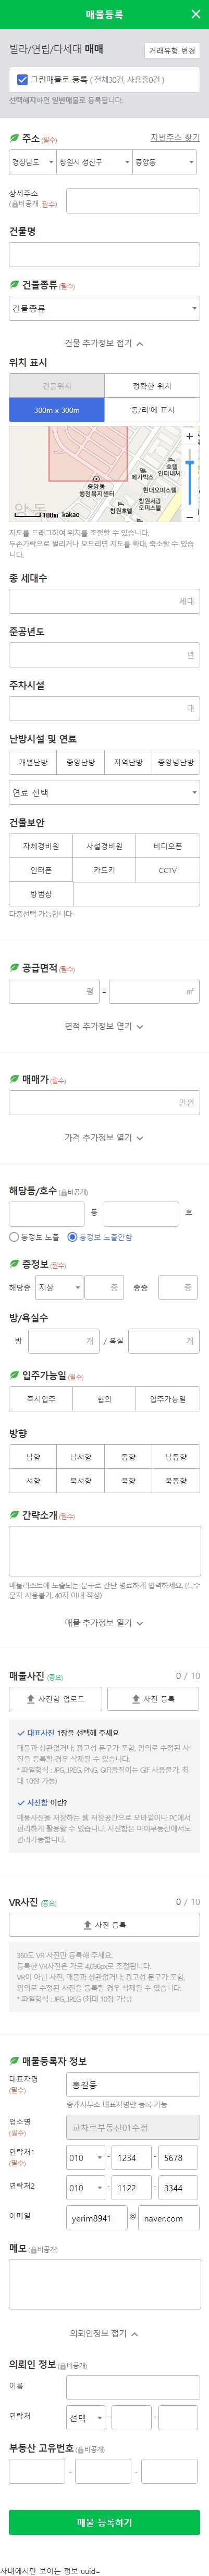 매물등록
빌라/연립/다세대 매매
거래유형 변경
그린매물로 등록 ( 전체30건, 사용중0건 )
선택해지하면 일반매물로 등록됩니다.
주소 (필수)
지번주소 찾기
경상남도
창원시 성산구
중앙동
상세주소
(비공개, 필수)
건물명
건물종류 (필수)
건물종류
건물 추가정보 접기
위치 표시
건물위치
정확한 위치
300m x 300m
'동/리'에 표시
메가박스
호텔
인터내셔
중앙동
행정복지센터
현대오피스텔
창원호텔
성암서광
오피스텔
100m kakao
지도를 드래그하여 위치를 조절할 수 있습니다.
두손가락으로 벌리거나 오므리면 지도를 확대, 축소할 수 있습니다.
총 세대수
세대
준공년도
년
주차시설
대
난방시설 및 연료
개별난방
중앙난방
지역난방
중앙냉난방
연료 선택
건물보안
자체경비원
사설경비원
비디오폰
인터폰
카드키
CCTV
방범창
다중선택 가능합니다
공급면적 (필수)
평 = ㎡
면적 추가정보 열기
매매가 (필수)
만원
가격 추가정보 열기
해당동/호수 (비공개)
동
호
동정보 노출
동정보 노출안함
층정보 (필수)
해당층
지상
층
총층
층
방/욕실수
방
개
/ 욕실
개
입주가능일 (필수)
즉시입주
협의
입주가능일
방향
남향
남서향
동향
남동향
서향
북서향
북향
북동향
간략소개 (필수)
매물리스트에 노출되는 문구로 간단 명료하게 입력하세요. (특수문자 사용불가, 40자 이내 작성)
매물 추가정보 열기
매물사진 (중요)
0 / 10
사진함 업로드
사진 등록
대표사진 1장을 선택해 주세요
매물과 상관없거나, 광고성 문구가 포함, 임의로 수정된 사진을 등록할 경우 삭제될 수 있습니다.
* 파일형식 : JPG, JPEG, PNG, GIF(움직이는 GIF 사용불가, 최대 10장 가능)
사진함 이란?
매물사진을 저장하는 웹 저장공간으로 모바일이나 PC에서 편리하게 활용할 수 있습니다. 사진함은 마이부동산에서도 관리가능합니다.
VR사진 (중요)
0 / 10
사진 등록
360도 VR 사진만 등록해 주세요.
등록한 VR사진은 가로 4,096px로 조절됩니다.
VR이 아닌 사진, 매물과 상관없거나, 광고성 문구가 포함, 임의로 수정된 사진을 등록할 경우 삭제될 수 있습니다.
* 파일형식 : JPG, JPEG (최대 10장 가능)
매물등록자 정보
대표자명
(필수)
홍길동
중개사무소 대표자명만 등록 가능
업소명
(필수)
교차로부동산01수정
연락처1
(필수)
010 - 1234 - 5678
연락처2
010 - 1122 - 3344
이메일
yerim8941 @ naver.com
메모 (비공개)
의뢰인정보 접기
의뢰인 정보 (비공개)
이름
연락처
선택 - -
부동산 고유번호 (비공개)
- -
매물 등록하기
사내에서만 보이는 정보 uuid=